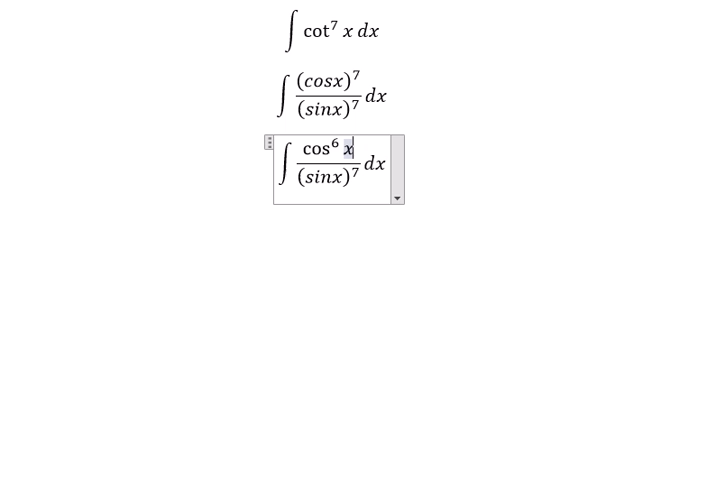 ∫ cot⁷ x dx
∫ (cosx)⁷/(sinx)⁷ dx
∫ cos⁶ x/(sinx)⁷ dx